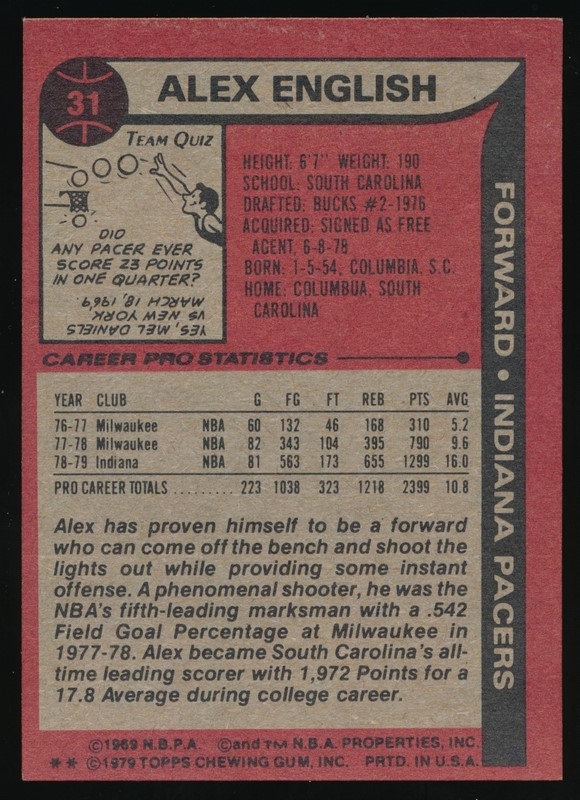 31
ALEX ENGLISH
TEAM QUIZ
DID
ANY PACER EVER
SCORE 23 POINTS
IN ONE QUARTER?
YES, MEL DANIELS
VS NEW YORK
MARCH 18, 1969.
HEIGHT: 6'7" WEIGHT: 190
SCHOOL: SOUTH CAROLINA
DRAFTED: BUCKS #2-1976
ACQUIRED: SIGNED AS FREE
AGENT, 6-8-78
BORN: 1-5-54, COLUMBIA, S.C.
HOME: COLUMBUA, SOUTH
CAROLINA
FORWARD • INDIANA PACERS
CAREER PRO STATISTICS
YEAR CLUB G FG FT REB PTS AVG
76-77 Milwaukee NBA 60 132 46 168 310 5.2
77-78 Milwaukee NBA 82 343 104 395 790 9.6
78-79 Indiana NBA 81 563 173 655 1299 16.0
PRO CAREER TOTALS ......... 223 1038 323 1218 2399 10.8
Alex has proven himself to be a forward
who can come off the bench and shoot the
lights out while providing some instant
offense. A phenomenal shooter, he was the
NBA's fifth-leading marksman with a .542
Field Goal Percentage at Milwaukee in
1977-78. Alex became South Carolina's all-
time leading scorer with 1,972 Points for a
17.8 Average during college career.
©1969 N.B.P.A. ©and TM N.B.A. PROPERTIES, INC.
** ©1979 TOPPS CHEWING GUM, INC. PRTD. IN U.S.A.